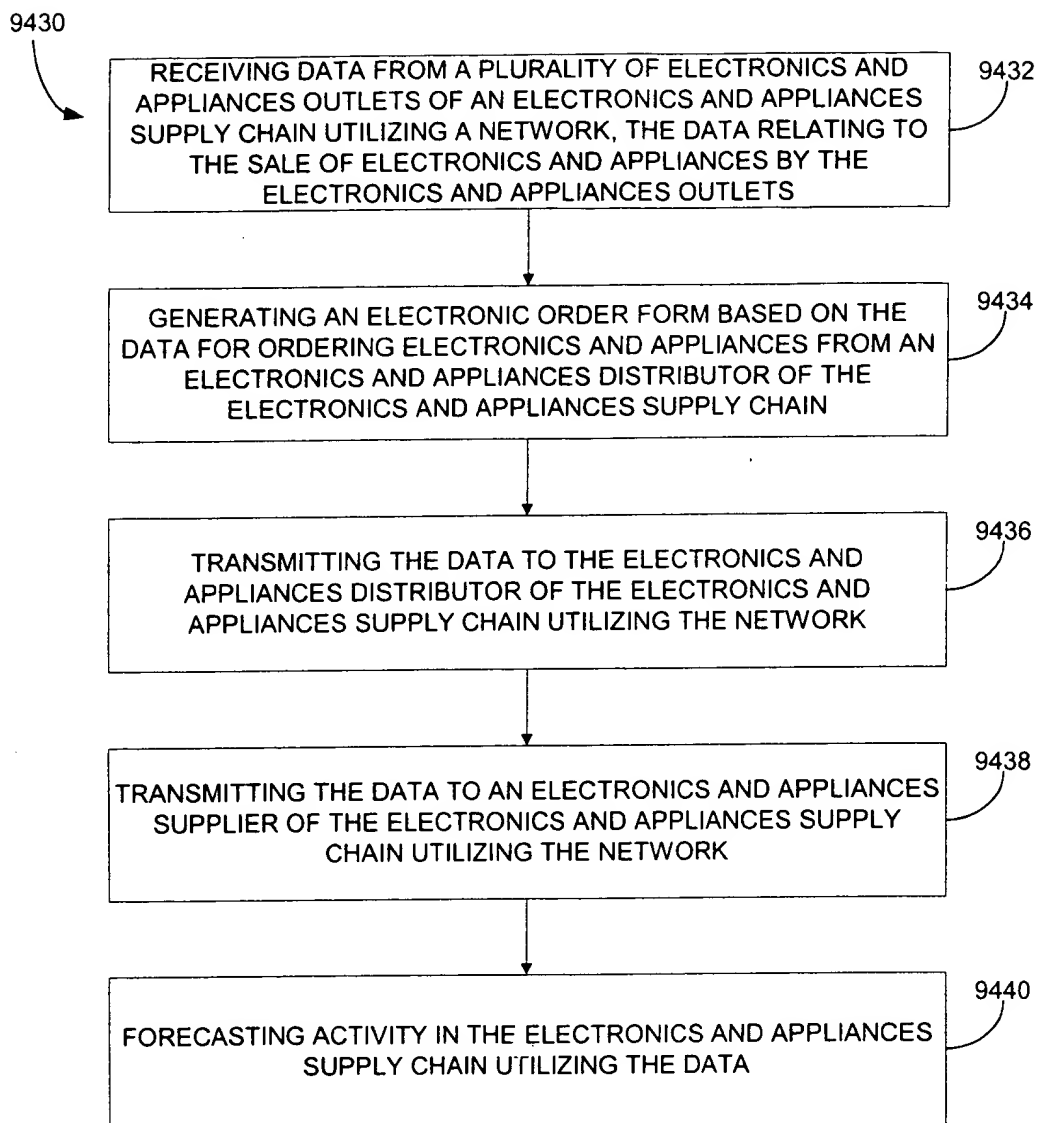 9430
RECEIVING DATA FROM A PLURALITY OF ELECTRONICS AND
APPLIANCES OUTLETS OF AN ELECTRONICS AND APPLIANCES
SUPPLY CHAIN UTILIZING A NETWORK, THE DATA RELATING TO
THE SALE OF ELECTRONICS AND APPLIANCES BY THE
ELECTRONICS AND APPLIANCES OUTLETS
9432
GENERATING AN ELECTRONIC ORDER FORM BASED ON THE
DATA FOR ORDERING ELECTRONICS AND APPLIANCES FROM AN
ELECTRONICS AND APPLIANCES DISTRIBUTOR OF THE
ELECTRONICS AND APPLIANCES SUPPLY CHAIN
9434
TRANSMITTING THE DATA TO THE ELECTRONICS AND
APPLIANCES DISTRIBUTOR OF THE ELECTRONICS AND
APPLIANCES SUPPLY CHAIN UTILIZING THE NETWORK
9436
TRANSMITTING THE DATA TO AN ELECTRONICS AND APPLIANCES
SUPPLIER OF THE ELECTRONICS AND APPLIANCES SUPPLY
CHAIN UTILIZING THE NETWORK
9438
FORECASTING ACTIVITY IN THE ELECTRONICS AND APPLIANCES
SUPPLY CHAIN UTILIZING THE DATA
9440